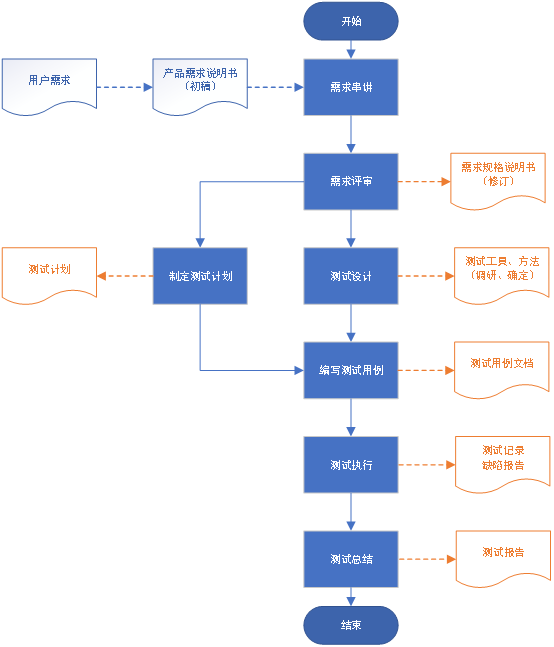 开始
用户需求
产品需求说明书
（初稿）
需求串讲
需求评审
需求规格说明书
（修订）
测试计划
制定测试计划
测试设计
测试工具、方法
（调研、确定）
编写测试用例
测试用例文档
测试执行
测试记录
缺陷报告
测试总结
测试报告
结束